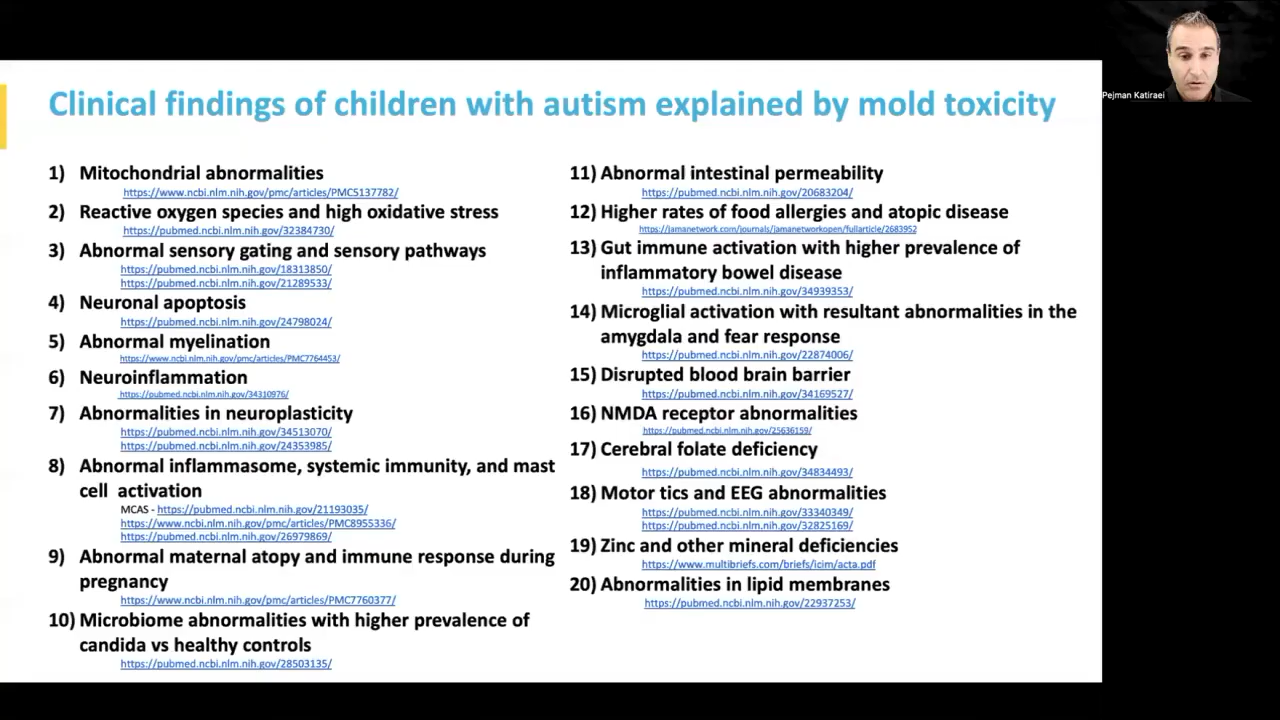 Clinical findings of children with autism explained by mold toxicity
1) Mitochondrial abnormalities
https://www.ncbi.nlm.nih.gov/pmc/articles/PMC5137782/
2) Reactive oxygen species and high oxidative stress
https://pubmed.ncbi.nlm.nih.gov/32384730/
3) Abnormal sensory gating and sensory pathways
https://pubmed.ncbi.nlm.nih.gov/18313850/
https://pubmed.ncbi.nlm.nih.gov/21289533/
4) Neuronal apoptosis
https://pubmed.ncbi.nlm.nih.gov/24798024/
5) Abnormal myelination
https://www.ncbi.nlm.nih.gov/pmc/articles/PMC7764453/
6) Neuroinflammation
https://pubmed.ncbi.nlm.nih.gov/34310976/
7) Abnormalities in neuroplasticity
https://pubmed.ncbi.nlm.nih.gov/34513070/
https://pubmed.ncbi.nlm.nih.gov/24353985/
8) Abnormal inflammasome, systemic immunity, and mast
cell activation
MCAS - https://pubmed.ncbi.nlm.nih.gov/21193035/
https://www.ncbi.nlm.nih.gov/pmc/articles/PMC8955336/
https://pubmed.ncbi.nlm.nih.gov/26979869/
9) Abnormal maternal atopy and immune response during
pregnancy
https://www.ncbi.nlm.nih.gov/pmc/articles/PMC7760377/
10) Microbiome abnormalities with higher prevalence of
candida vs healthy controls
https://pubmed.ncbi.nlm.nih.gov/28503135/
11) Abnormal intestinal permeability
https://pubmed.ncbi.nlm.nih.gov/20683204/
12) Higher rates of food allergies and atopic disease
https://jamanetwork.com/journals/jamanetworkopen/fullarticle/2683952
13) Gut immune activation with higher prevalence of
inflammatory bowel disease
https://pubmed.ncbi.nlm.nih.gov/34939353/
14) Microglial activation with resultant abnormalities in the
amygdala and fear response
https://pubmed.ncbi.nlm.nih.gov/22874006/
15) Disrupted blood brain barrier
https://pubmed.ncbi.nlm.nih.gov/34169527/
16) NMDA receptor abnormalities
https://pubmed.ncbi.nlm.nih.gov/25636159/
17) Cerebral folate deficiency
https://pubmed.ncbi.nlm.nih.gov/34834493/
18) Motor tics and EEG abnormalities
https://pubmed.ncbi.nlm.nih.gov/33340349/
https://pubmed.ncbi.nlm.nih.gov/32825169/
19) Zinc and other mineral deficiencies
https://www.multibriefs.com/briefs/icim/acta.pdf
20) Abnormalities in lipid membranes
https://pubmed.ncbi.nlm.nih.gov/22937253/
Pejman Katiraei